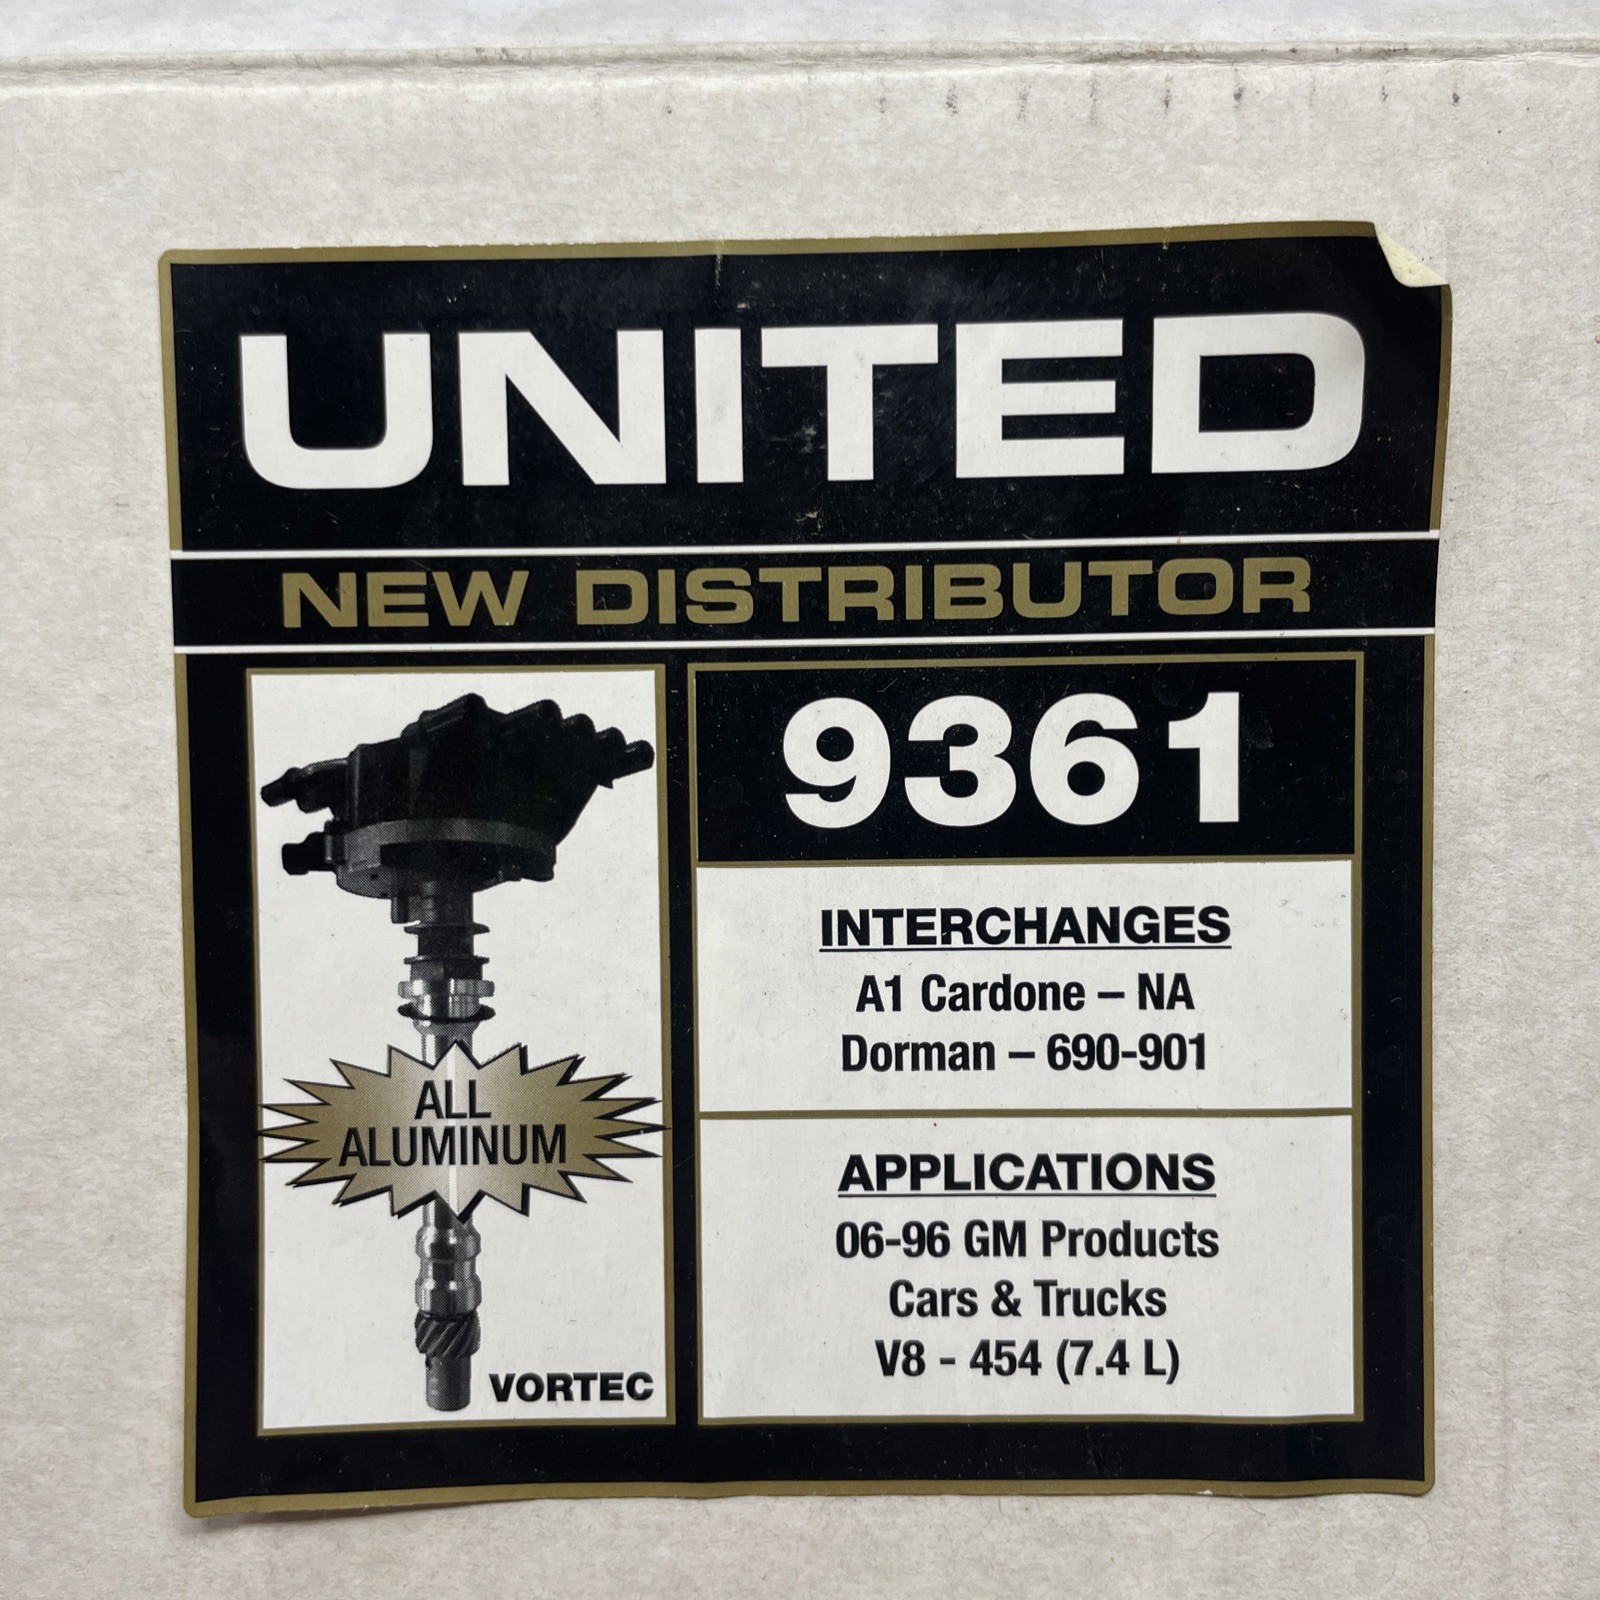 UNITED
NEW DISTRIBUTOR
9361
INTERCHANGES
A1 Cardone – NA
Dorman – 690-901
APPLICATIONS
06-96 GM Products
Cars & Trucks
V8 - 454 (7.4 L)
ALL
ALUMINUM
VORTEC